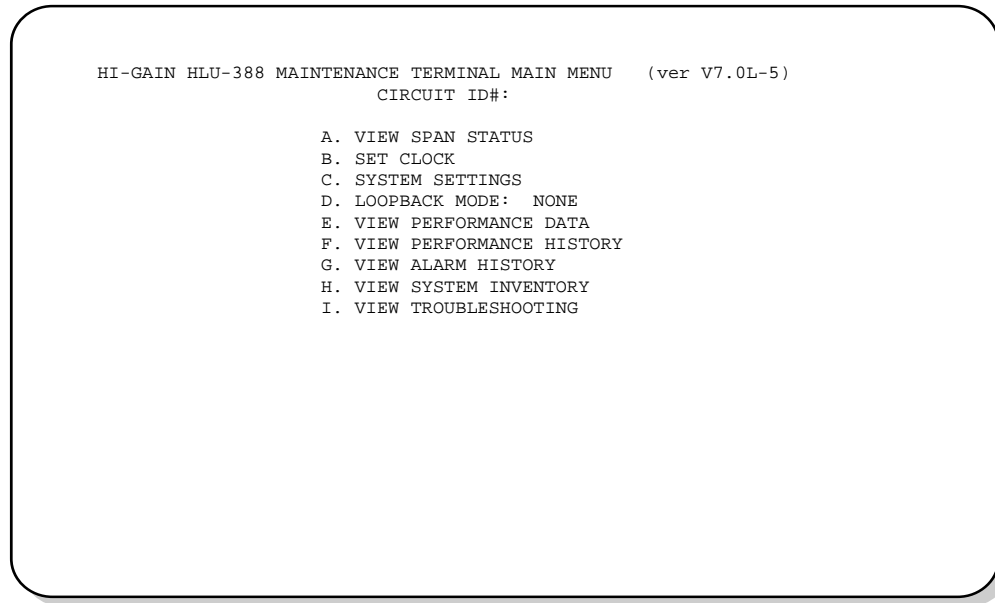 HI-GAIN HLU-388 MAINTENANCE TERMINAL MAIN MENU (ver V7.0L-5)
CIRCUIT ID#:
A. VIEW SPAN STATUS
B. SET CLOCK
C. SYSTEM SETTINGS
D. LOOPBACK MODE: NONE
E. VIEW PERFORMANCE DATA
F. VIEW PERFORMANCE HISTORY
G. VIEW ALARM HISTORY
H. VIEW SYSTEM INVENTORY
I. VIEW TROUBLESHOOTING